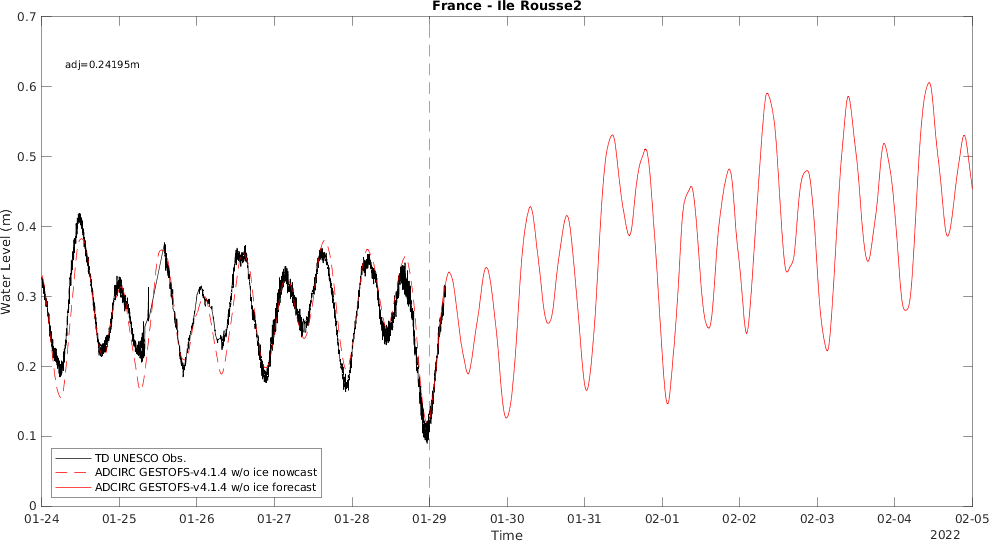 France - Ile Rousse2
adj=0.24195m
0.7
0.6
0.5
0.4
0.3
0.2
0.1
0
Water Level (m)
TD UNESCO Obs.
ADCIRC GESTOFS-v4.1.4 w/o ice nowcast
ADCIRC GESTOFS-v4.1.4 w/o ice forecast
01-24 01-25 01-26 01-27 01-28 01-29 01-30 01-31 02-01 02-02 02-03 02-04 02-05
Time
2022